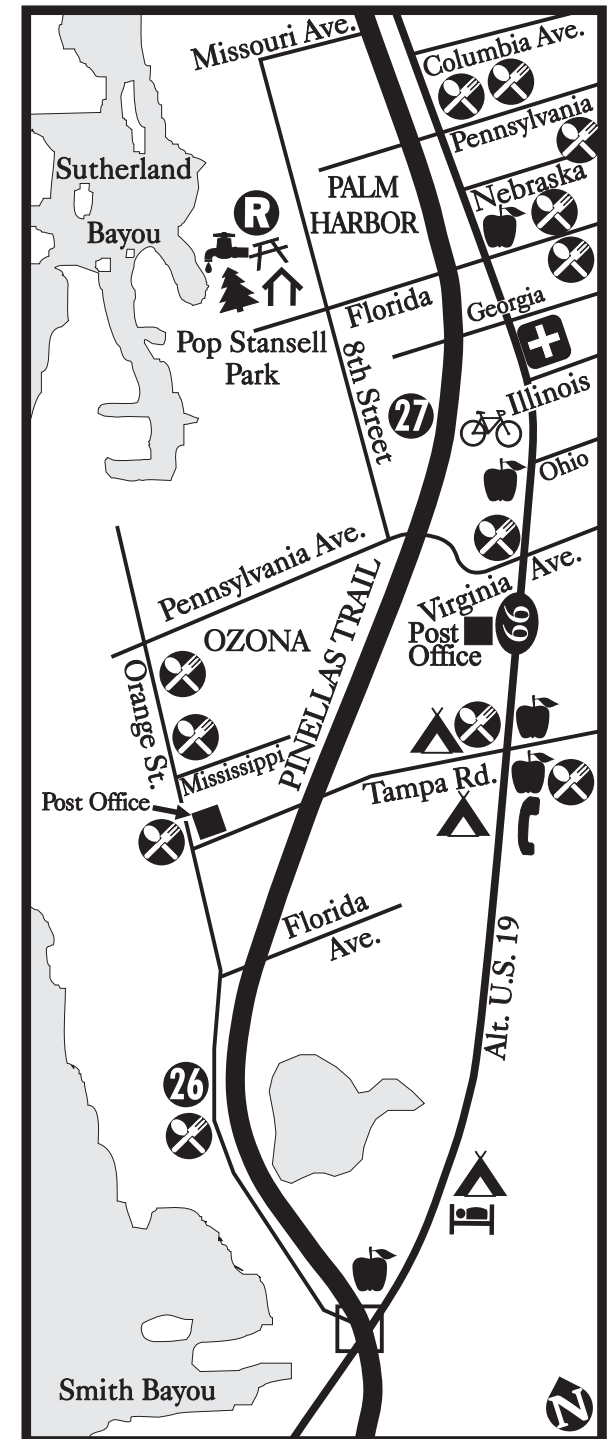 Missouri Ave.
Columbia Ave.
Pennsylvania
Sutherland
Bayou
PALM
HARBOR
Nebraska
R
Florida
Georgia
Pop Stansell
Park
8th Street
27
Illinois
Ohio
Pennsylvania Ave.
Virginia Ave.
OZONA
PINELLAS TRAIL
Post
Office
66
Orange St.
Mississippi
Tampa Rd.
Post Office
Florida
Ave.
Alt. U.S. 19
26
Smith Bayou
N